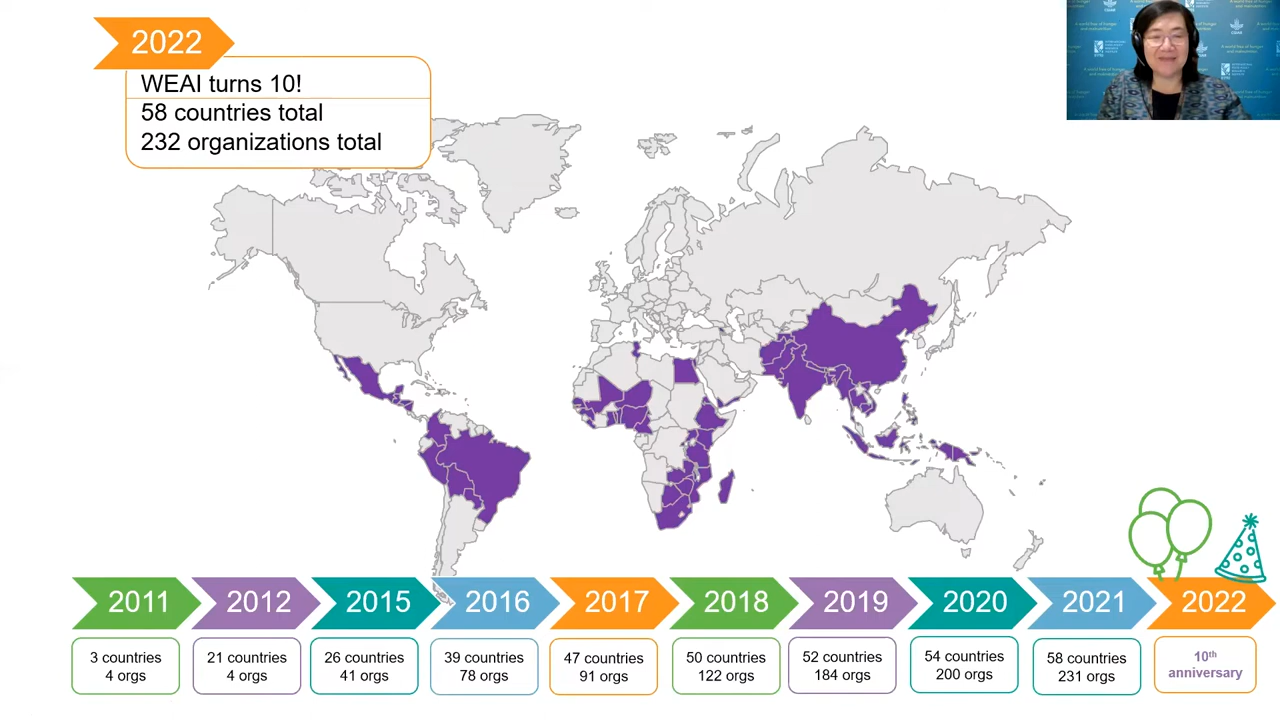 2022
WEAI turns 10!
58 countries total
232 organizations total
2011
2012
2015
2016
2017
2018
2019
2020
2021
2022
3 countries
4 orgs
21 countries
4 orgs
26 countries
41 orgs
39 countries
78 orgs
47 countries
91 orgs
50 countries
122 orgs
52 countries
184 orgs
54 countries
200 orgs
58 countries
231 orgs
10th
anniversary